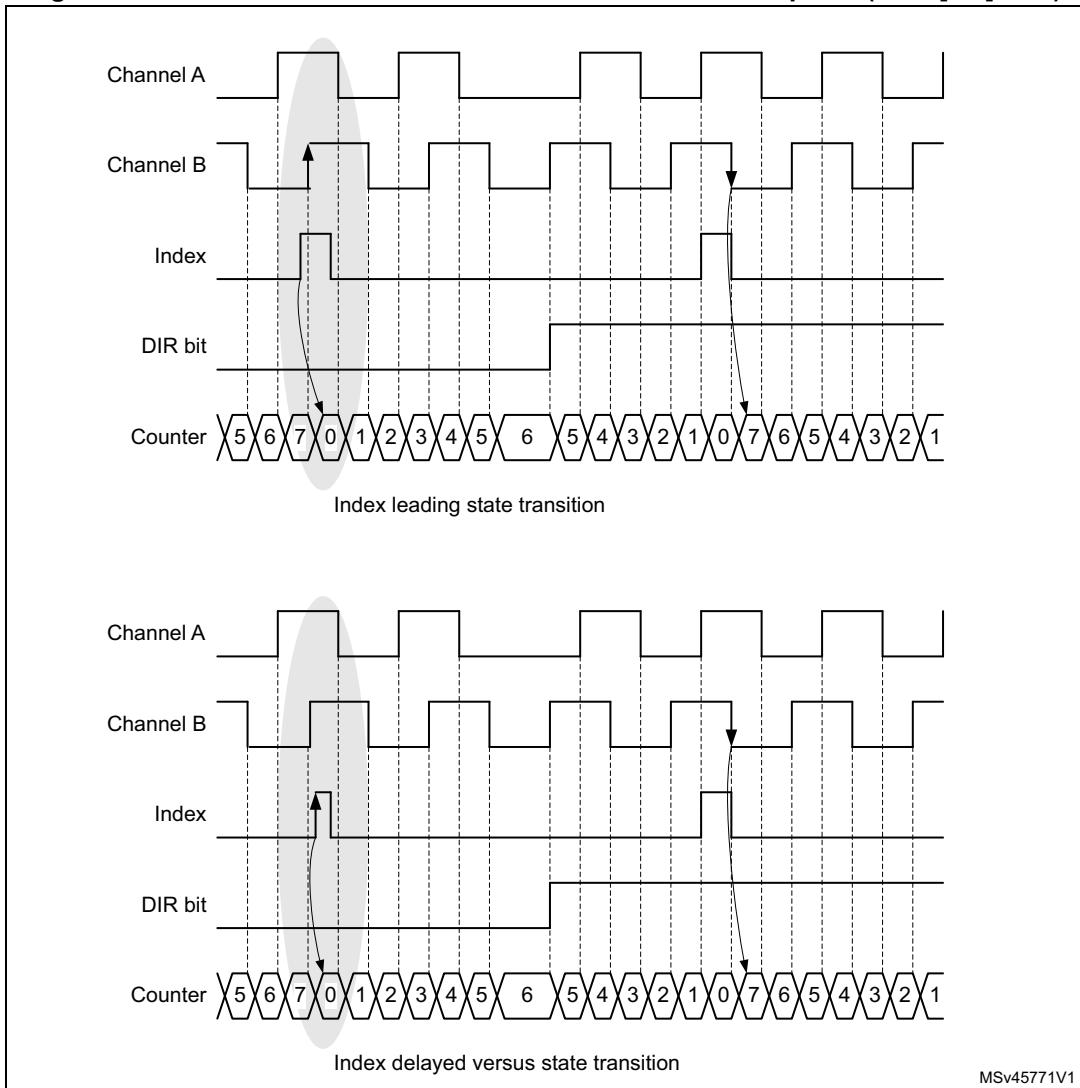 Channel A
Channel B
Index
DIR bit
Counter 5 6 7 0 1 2 3 4 5 6 5 4 3 2 1 0 7 6 5 4 3 2 1
Index leading state transition
Channel A
Channel B
Index
DIR bit
Counter 5 6 7 0 1 2 3 4 5 6 5 4 3 2 1 0 7 6 5 4 3 2 1
Index delayed versus state transition
MSv45771V1